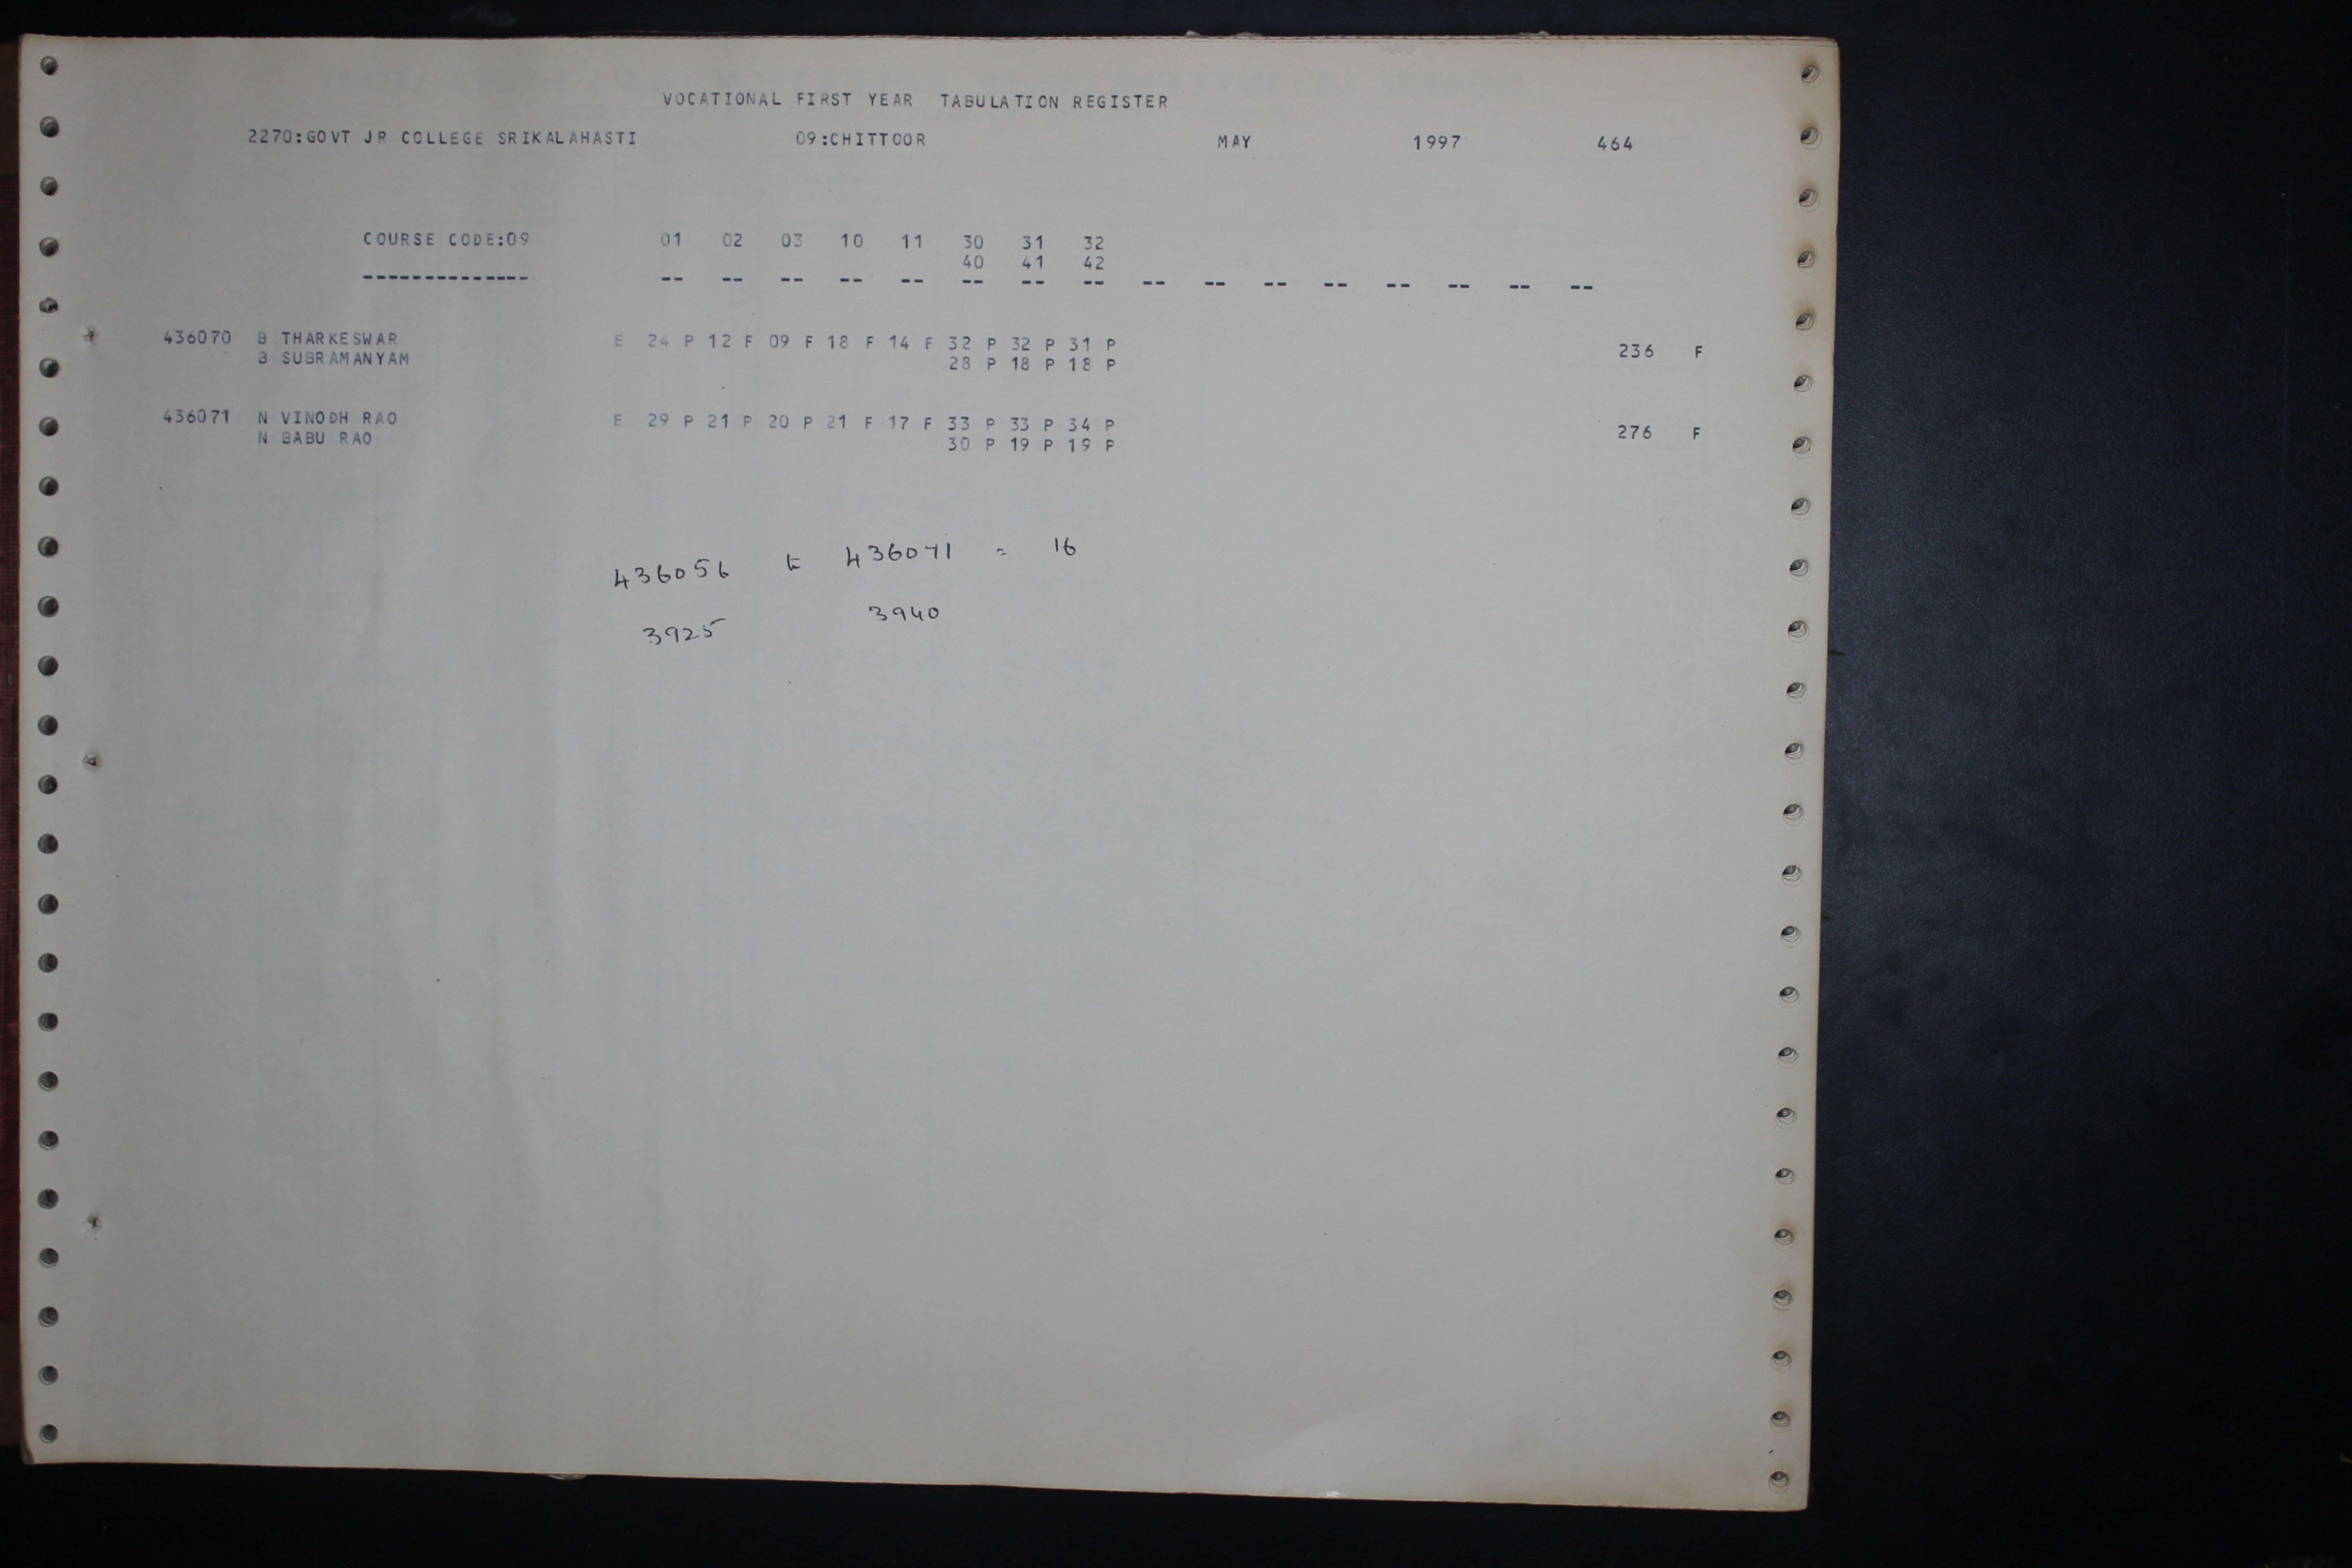 VOCATIONAL FIRST YEAR TABULATION REGISTER
2270:GOVT JR COLLEGE SRIKALAHASTI 09:CHITTOOR MAY 1997 464
COURSE CODE:09 01 02 03 10 11 30 31 32
40 41 42
-------------- -- -- -- -- -- -- -- -- -- -- -- -- -- -- -- --
436070 B THARKESWAR E 24 P 12 F 09 F 18 F 14 F 32 P 32 P 31 P
B SUBRAMANYAM 28 P 18 P 18 P 236 F
436071 N VINODH RAO E 29 P 21 P 20 P 21 F 17 F 33 P 33 P 34 P
N BABU RAO 30 P 19 P 19 P 276 F
436056 to 436071 = 16
3925 3940